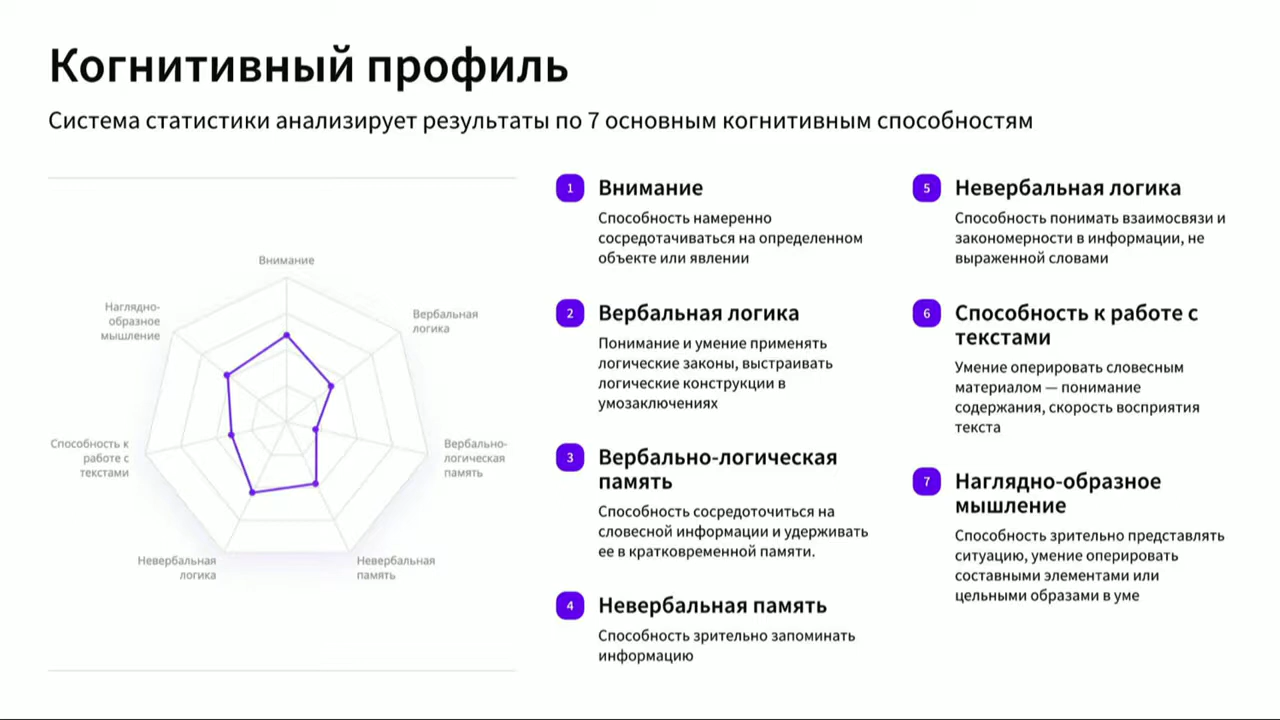 Когнитивный профиль
Система статистики анализирует результаты по 7 основным когнитивным способностям
Внимание
Вербальная
логика
Вербально-
логическая
память
Невербальная
память
Невербальная
логика
Способность к
работе с
текстами
Наглядно-
образное
мышление
1 Внимание
Способность намеренно
сосредотачиваться на определенном
объекте или явлении
2 Вербальная логика
Понимание и умение применять
логические законы, выстраивать
логические конструкции в
умозаключениях
3 Вербально-логическая
память
Способность сосредоточиться на
словесной информации и удерживать
ее в кратковременной памяти.
4 Невербальная память
Способность зрительно запоминать
информацию
5 Невербальная логика
Способность понимать взаимосвязи и
закономерности в информации, не
выраженной словами
6 Способность к работе с
текстами
Умение оперировать словесным
материалом — понимание
содержания, скорость восприятия
текста
7 Наглядно-образное
мышление
Способность зрительно представлять
ситуацию, умение оперировать
составными элементами или
цельными образами в уме